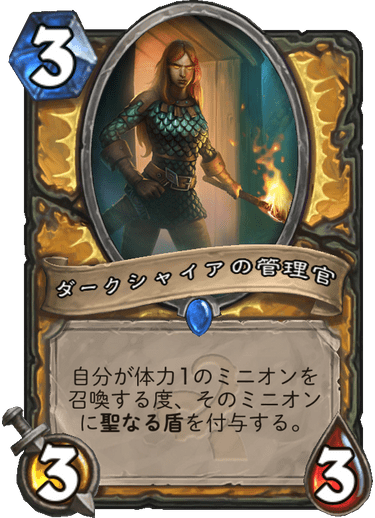 3
ダークシャイアの管理官
自分が体力1のミニオンを
召喚する度、そのミニオン
に聖なる盾を付与する。
3
3